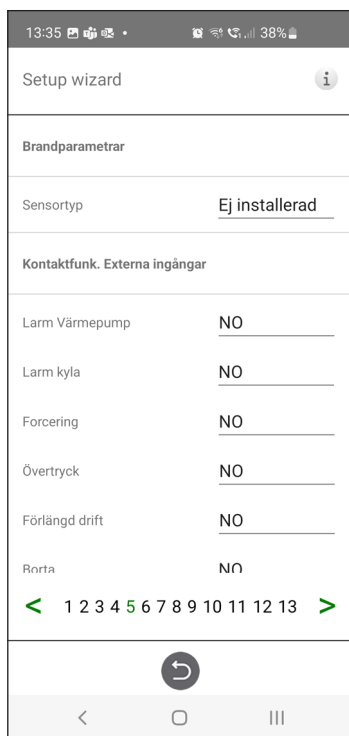 13:35 38%
Setup wizard i
Brandparametrar
Sensortyp Ej installerad
Kontaktfunk. Externa ingångar
Larm Värmepump NO
Larm kyla NO
Forcering NO
Övertryck NO
Förlängd drift NO
Borta NO
< 1 2 3 4 5 6 7 8 9 10 11 12 13 >